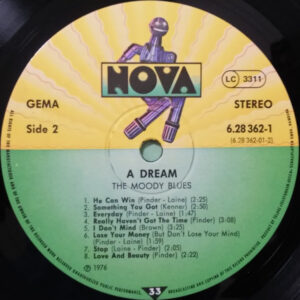 NOVA
LC 3311
GEMA
STEREO
Side 2
6.28 362-1
(6.28 362-01-2)
A DREAM
THE MOODY BLUES
1. He Can Win (Pinder - Laine) (2:25)
2. Something You Got (Kenner) (2:50)
3. Everyday (Pinder - Laine) (1:47)
4. Really Haven't Got The Time (Pinder) (3:08)
5. I Don't Mind (Brown) (3:25)
6. Lose Your Money (But Don't Lose Your Mind)
(Pinder - Laine) (1:59)
7. Stop (Laine - Pinder) (2:05)
8. Love And Beauty (Pinder) (2:22)
℗ 1976
33